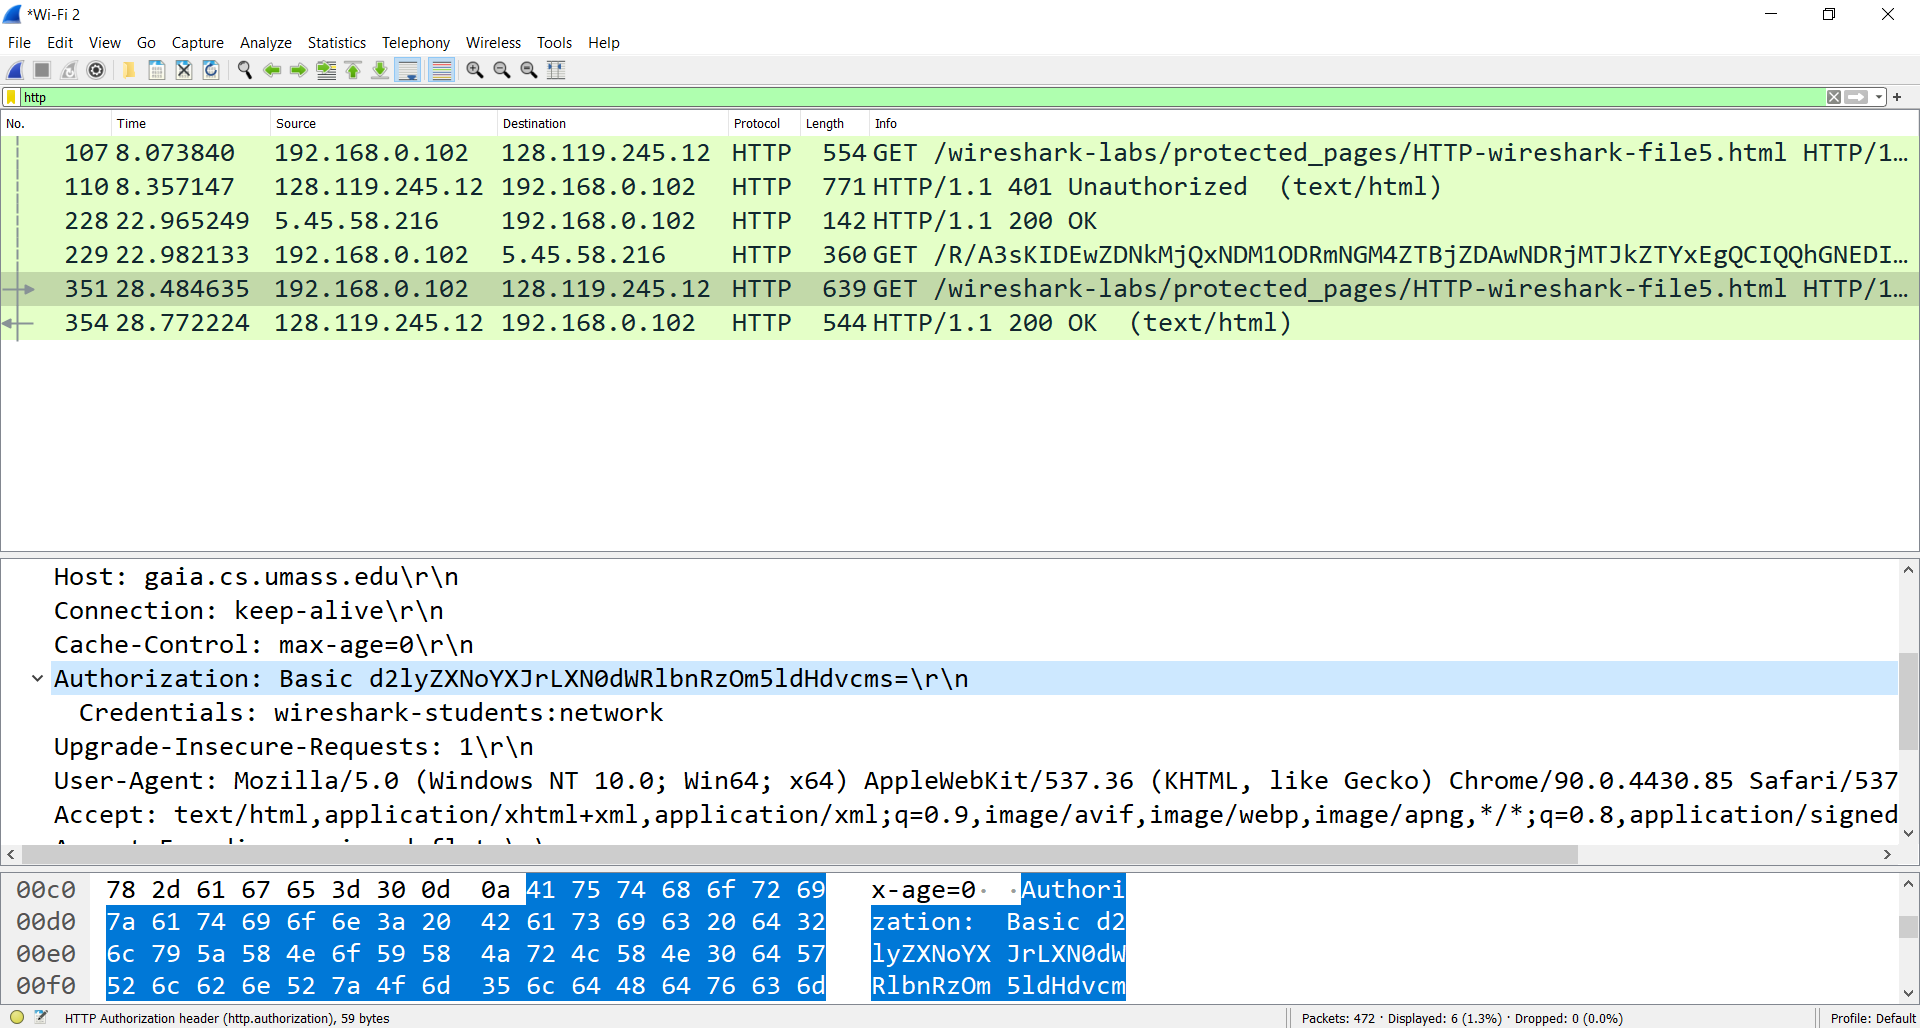 *Wi-Fi 2
File Edit View Go Capture Analyze Statistics Telephony Wireless Tools Help
http
No. Time Source Destination Protocol Length Info
107 8.073840 192.168.0.102 128.119.245.12 HTTP 554 GET /wireshark-labs/protected_pages/HTTP-wireshark-file5.html HTTP/1…
110 8.357147 128.119.245.12 192.168.0.102 HTTP 771 HTTP/1.1 401 Unauthorized (text/html)
228 22.965249 5.45.58.216 192.168.0.102 HTTP 142 HTTP/1.1 200 OK
229 22.982133 192.168.0.102 5.45.58.216 HTTP 360 GET /R/A3sKIDEwZDNkMjQxNDM1ODRmNGM4ZTBjZDAwNDRjMTJkZTYxEgQCIQQhGNEDI…
351 28.484635 192.168.0.102 128.119.245.12 HTTP 639 GET /wireshark-labs/protected_pages/HTTP-wireshark-file5.html HTTP/1…
354 28.772224 128.119.245.12 192.168.0.102 HTTP 544 HTTP/1.1 200 OK (text/html)
Host: gaia.cs.umass.edu\r\n
Connection: keep-alive\r\n
Cache-Control: max-age=0\r\n
Authorization: Basic d2lyZXNoYXJrLXN0dWRlbnRzOm5ldHdvcms=\r\n
Credentials: wireshark-students:network
Upgrade-Insecure-Requests: 1\r\n
User-Agent: Mozilla/5.0 (Windows NT 10.0; Win64; x64) AppleWebKit/537.36 (KHTML, like Gecko) Chrome/90.0.4430.85 Safari/537
Accept: text/html,application/xhtml+xml,application/xml;q=0.9,image/avif,image/webp,image/apng,*/*;q=0.8,application/signed
00c0 78 2d 61 67 65 3d 30 0d 0a 41 75 74 68 6f 72 69 x-age=0· ·Authori
00d0 7a 61 74 69 6f 6e 3a 20 42 61 73 69 63 20 64 32 zation: Basic d2
00e0 6c 79 5a 58 4e 6f 59 58 4a 72 4c 58 4e 30 64 57 lyZXNoYX JrLXN0dW
00f0 52 6c 62 6e 52 7a 4f 6d 35 6c 64 48 64 76 63 6d RlbnRzOm 5ldHdvcm
HTTP Authorization header (http.authorization), 59 bytes Packets: 472 · Displayed: 6 (1.3%) · Dropped: 0 (0.0%) Profile: Default